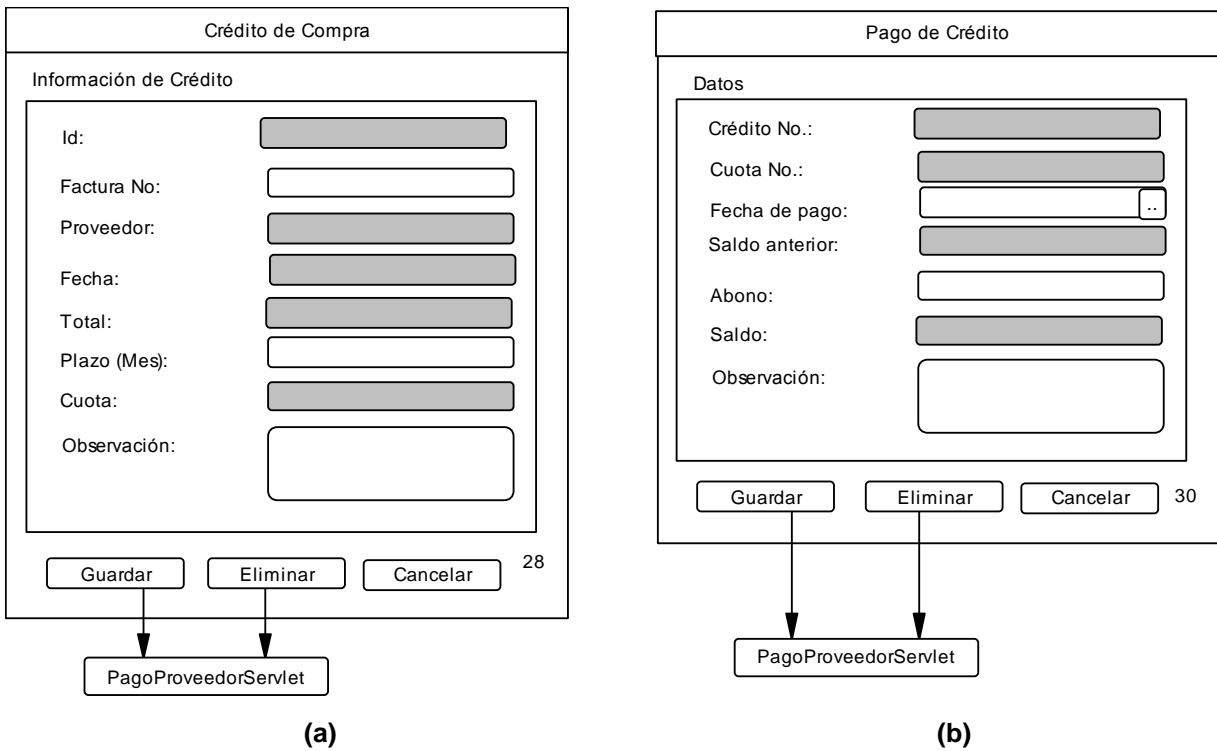 Crédito de Compra
Información de Crédito
Id:
Factura No:
Proveedor:
Fecha:
Total:
Plazo (Mes):
Cuota:
Observación:
Guardar
Eliminar
Cancelar
28
PagoProveedorServlet
(a)
Pago de Crédito
Datos
Crédito No.:
Cuota No.:
Fecha de pago:
..
Saldo anterior:
Abono:
Saldo:
Observación:
Guardar
Eliminar
Cancelar
30
PagoProveedorServlet
(b)